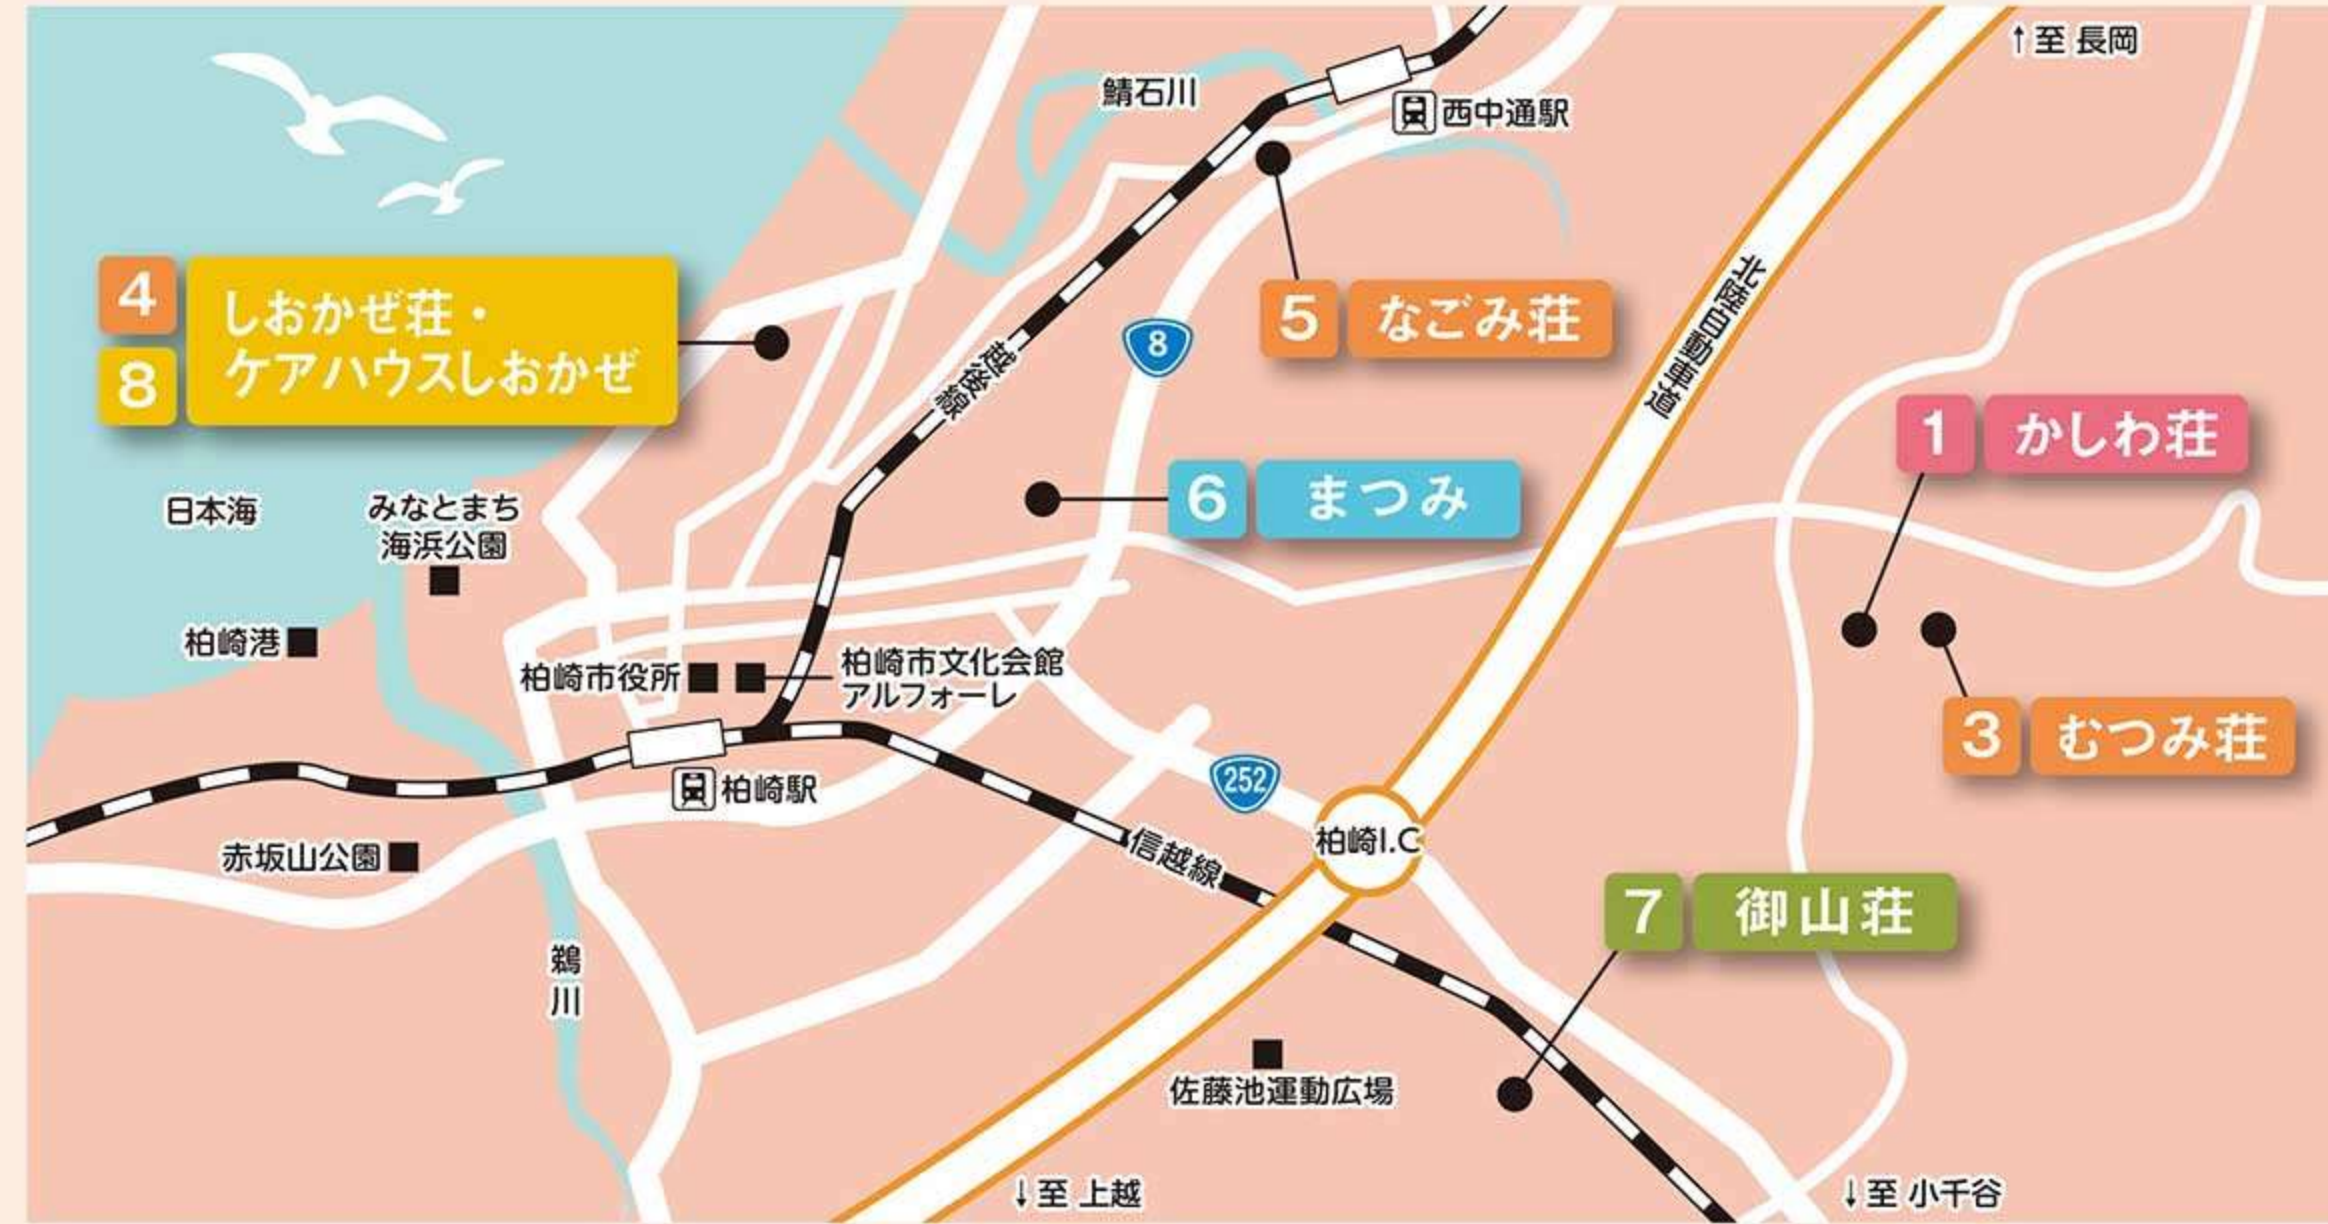 ↑至 長岡
鯖石川
西中通駅
4
8
しおかぜ荘・
ケアハウスしおかぜ
5 なごみ荘
8
越後線
北陸自動車道
1 かしわ荘
6 まつみ
日本海
みなとまち
海浜公園
柏崎港
柏崎市役所
柏崎市文化会館
アルフォーレ
3 むつみ荘
柏崎駅
252
柏崎I.C
信越線
赤坂山公園
7 御山荘
鵜川
佐藤池運動広場
↓至 上越
↓至 小千谷